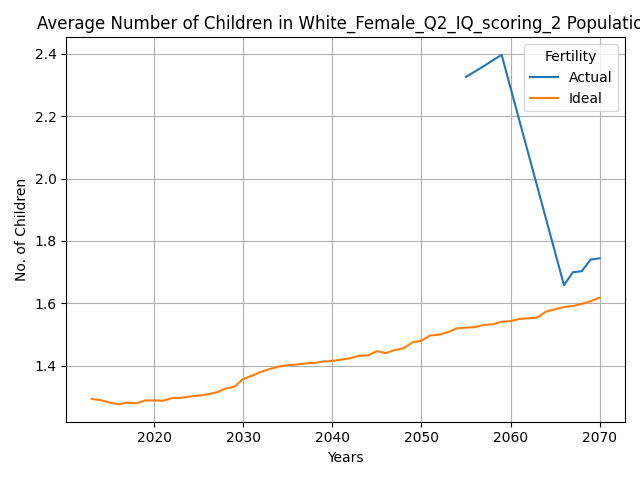 Average Number of Children in White_Female_Q2_IQ_scoring_2 Populatio
Fertility
Actual
Ideal
No. of Children
2.4
2.2
2.0
1.8
1.6
1.4
2020 2030 2040 2050 2060 2070
Years